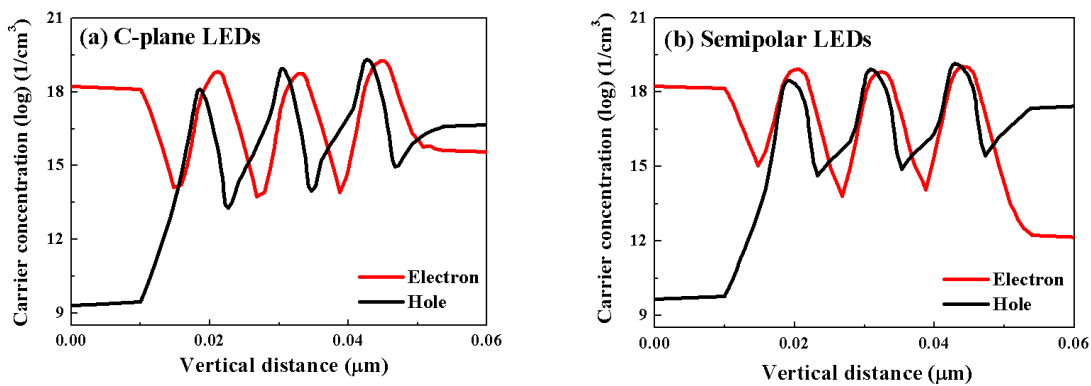 (a) C-plane LEDs
Carrier concentration (log) (1/cm³)
21
18
15
12
9
Electron
Hole
0.00
0.02
0.04
0.06
Vertical distance (μm)
(b) Semipolar LEDs
Carrier concentration (log) (1/cm³)
21
18
15
12
9
Electron
Hole
0.00
0.02
0.04
0.06
Vertical distance (μm)